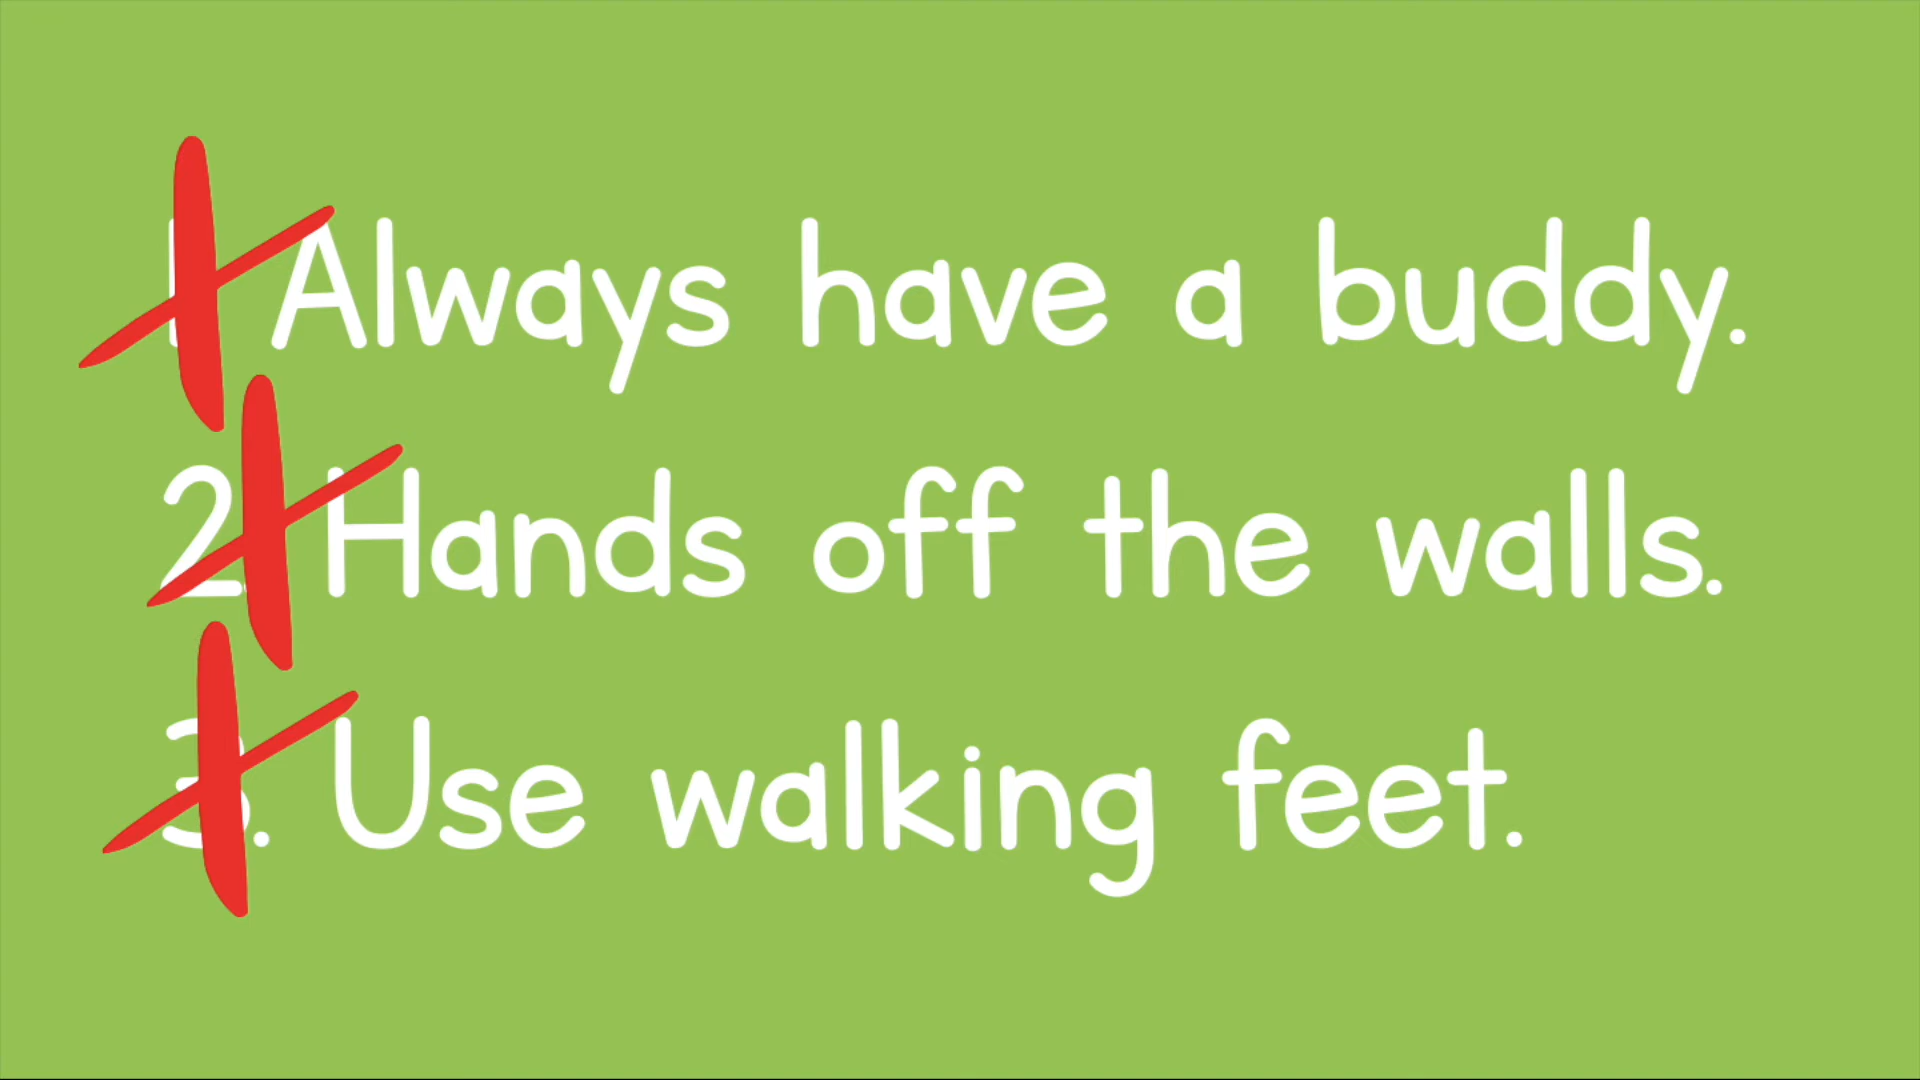 1. Always have a buddy.
2. Hands off the walls.
3. Use walking feet.